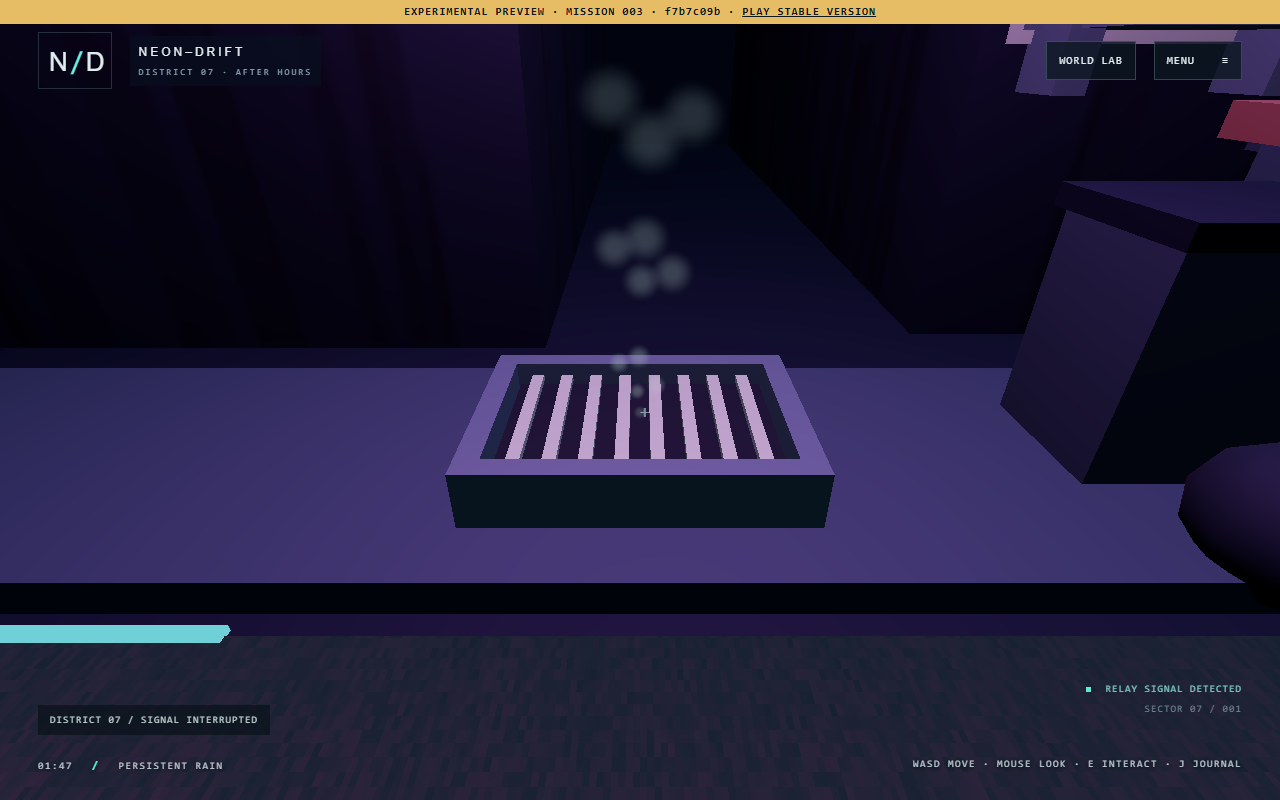 EXPERIMENTAL PREVIEW · MISSION 003 · f7b7c09b · PLAY STABLE VERSION
N/D
NEON—DRIFT
DISTRICT 07 · AFTER HOURS
WORLD LAB
MENU ≡
RELAY SIGNAL DETECTED
SECTOR 07 / 001
DISTRICT 07 / SIGNAL INTERRUPTED
01:47 / PERSISTENT RAIN
WASD MOVE · MOUSE LOOK · E INTERACT · J JOURNAL